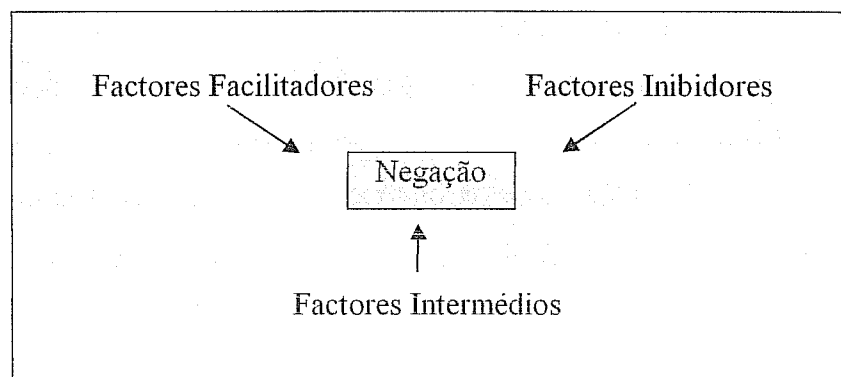 Factores Facilitadores Factores Inibidores
Negação
Factores Intermédios